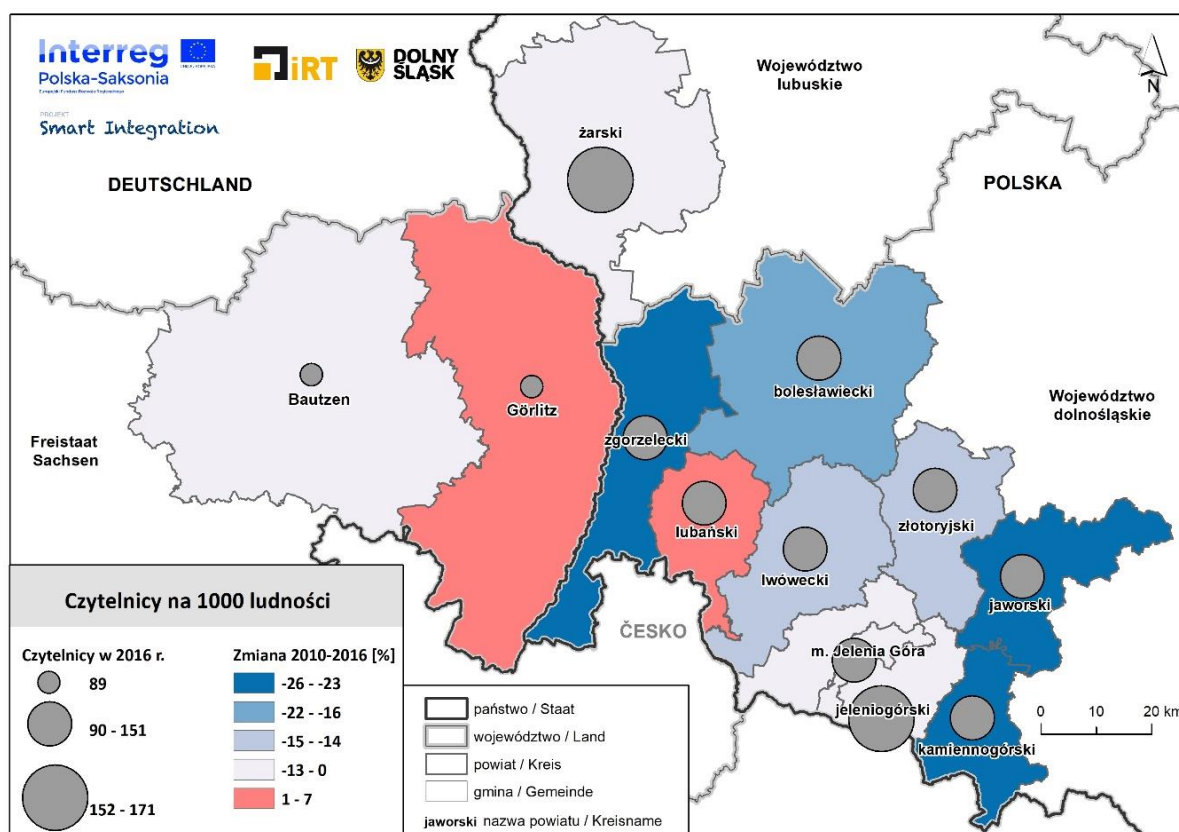 Interreg
Polska-Saksonia
PROJEKT
Smart Integration
iRT
DOLNY
ŚLĄSK
Województwo
lubuskie
N
żarski
DEUTSCHLAND
POLSKA
Bautzen
Görlitz
bolesławiecki
Województwo
dolnośląskie
Freistaat
Sachsen
zgorzelecki
lubański
złotoryjski
lwówecki
jaworski
ČESKO
m. Jelenia Góra
jeleniogórski
kamiennogórski
0 10 20 km
Czytelnicy na 1000 ludności
Czytelnicy w 2016 r.
89
90 - 151
152 - 171
Zmiana 2010-2016 [%]
-26 - -23
-22 - -16
-15 - -14
-13 - 0
1 - 7
państwo / Staat
województwo / Land
powiat / Kreis
gmina / Gemeinde
jaworski nazwa powiatu / Kreisname